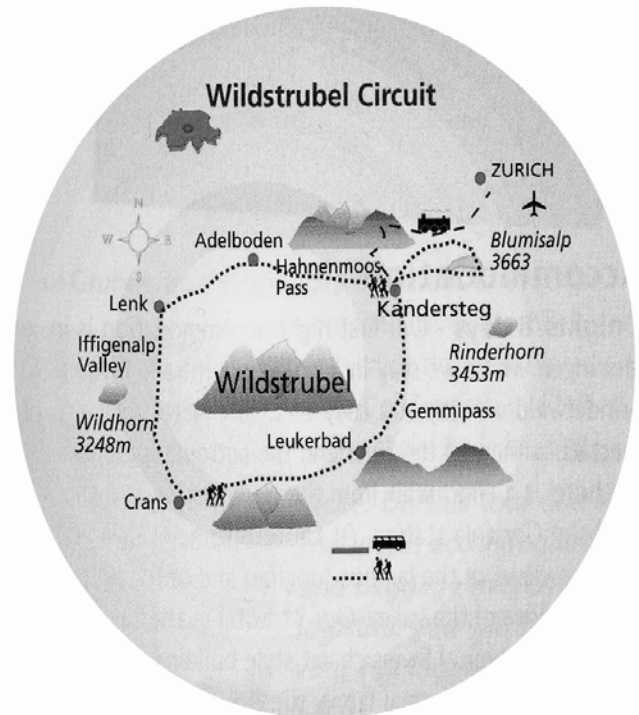 Wildstrubel Circuit
ZURICH
N
W E
S
Blumisalp
3663
Adelboden
Hahnenmoos
Pass
Kandersteg
Lenk
Iffigenalp
Valley
Rinderhorn
3453m
Wildstrubel
Wildhorn
3248m
Gemmipass
Leukerbad
Crans